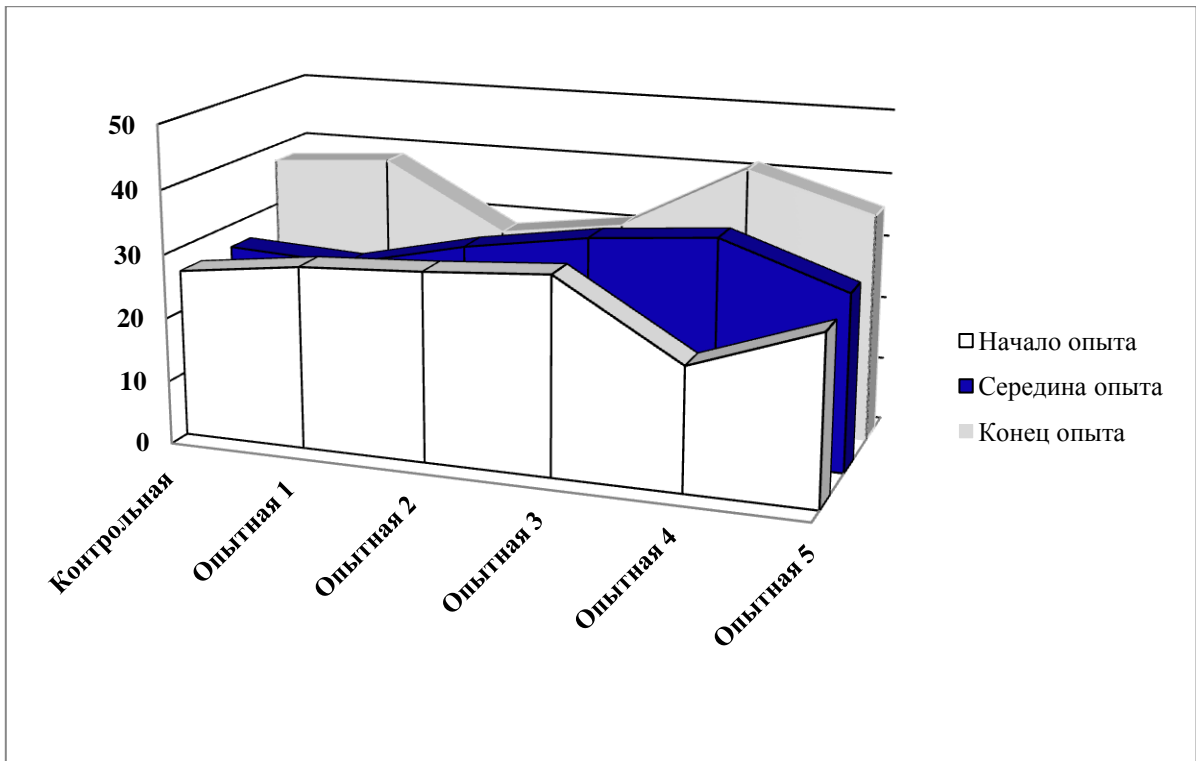 50
40
30
20
10
0
Контрольная
Опытная 1
Опытная 2
Опытная 3
Опытная 4
Опытная 5
Начало опыта
Середина опыта
Конец опыта